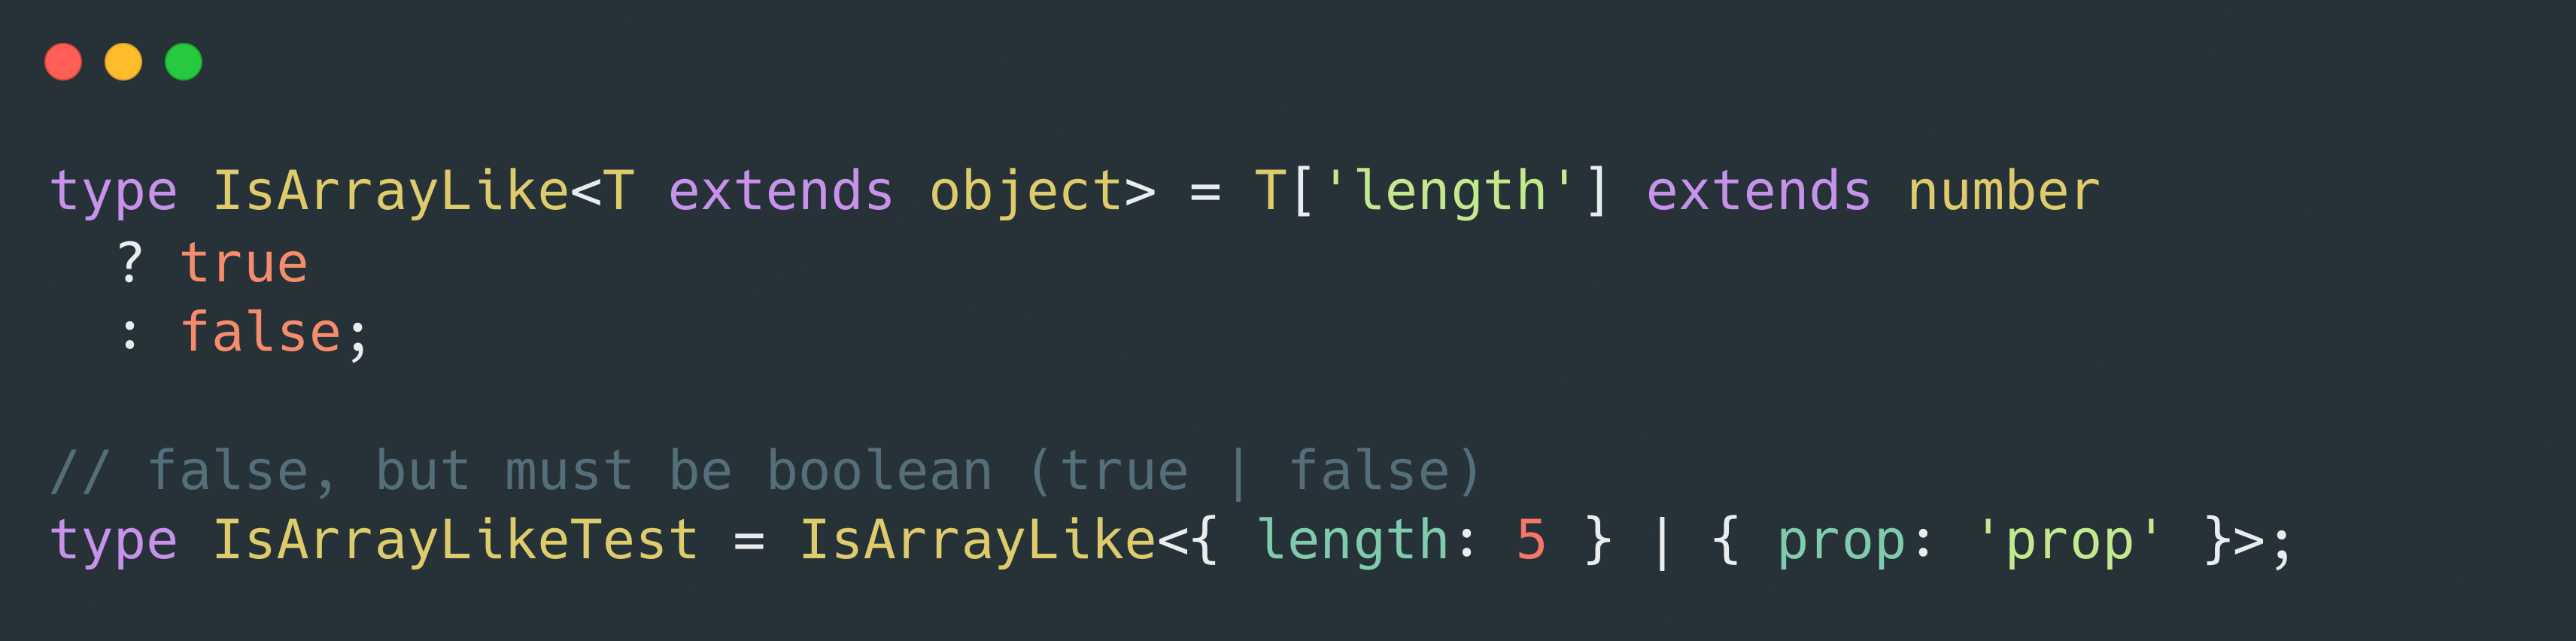 type IsArrayLike<T extends object> = T['length'] extends number
  ? true
  : false;
// false, but must be boolean (true | false)
type IsArrayLikeTest = IsArrayLike<{ length: 5 } | { prop: 'prop' }>;